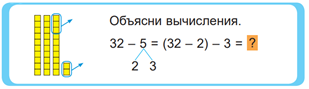 Объясни вычисления.
32 – 5 = (32 – 2) – 3 = ?
2 3